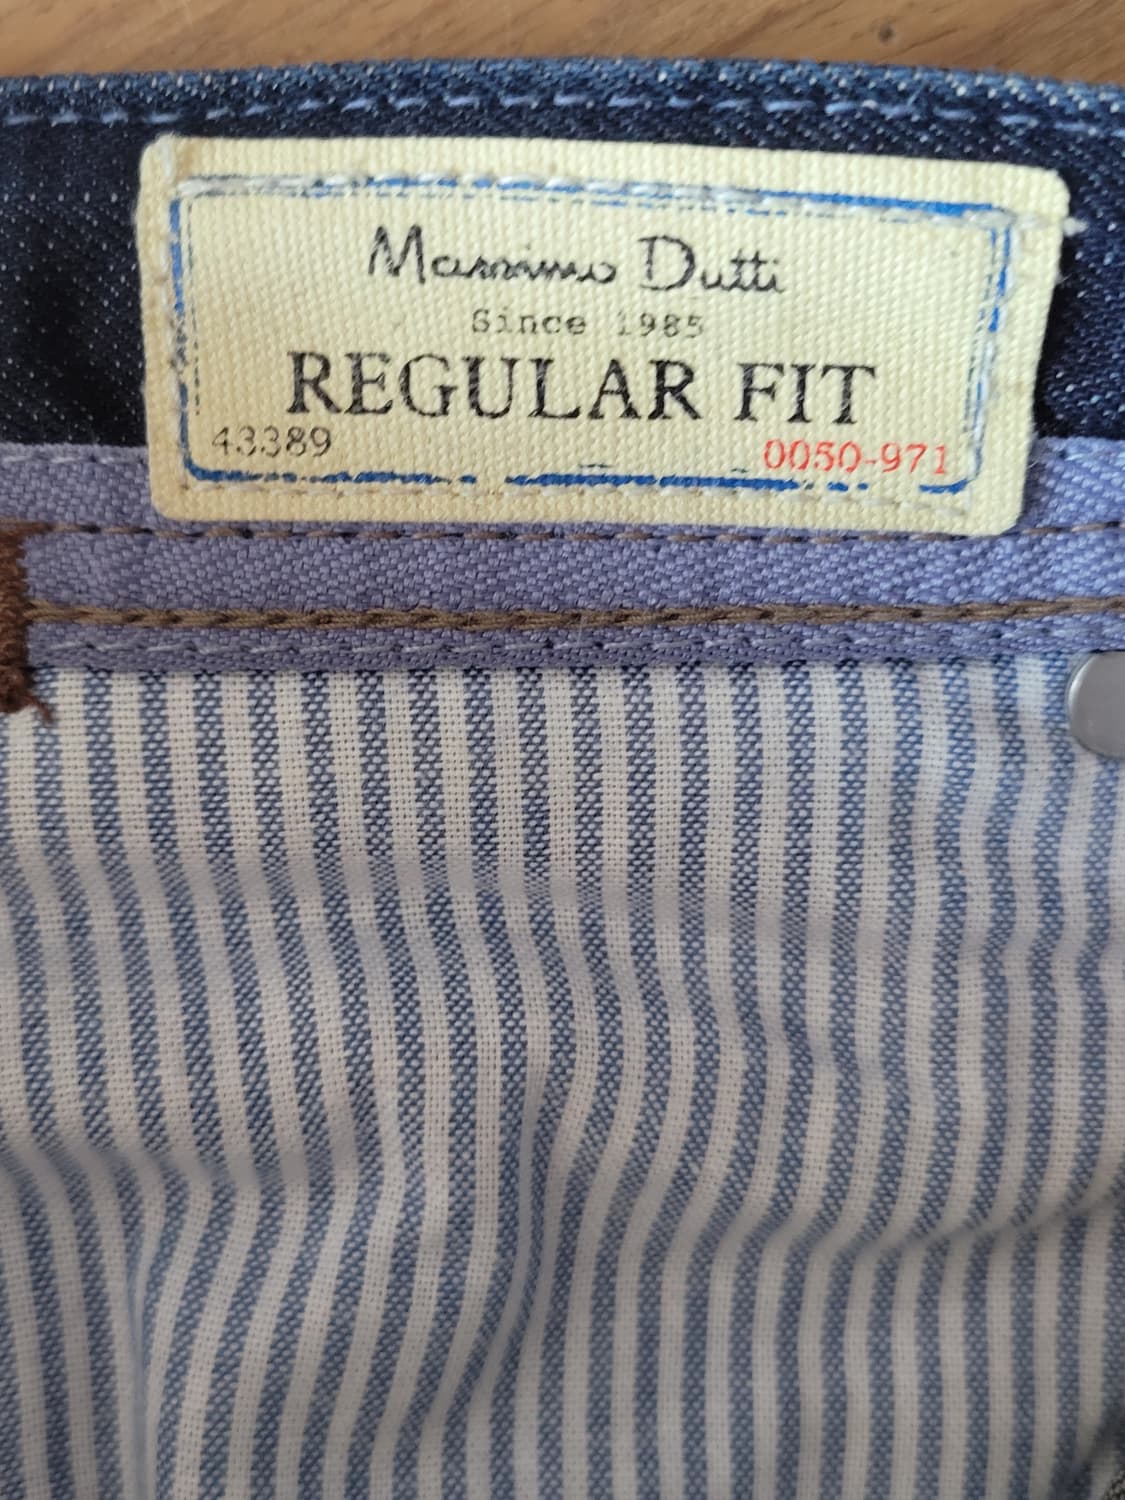 Massimo Dutti
Since 1985
REGULAR FIT
43389 0050-971